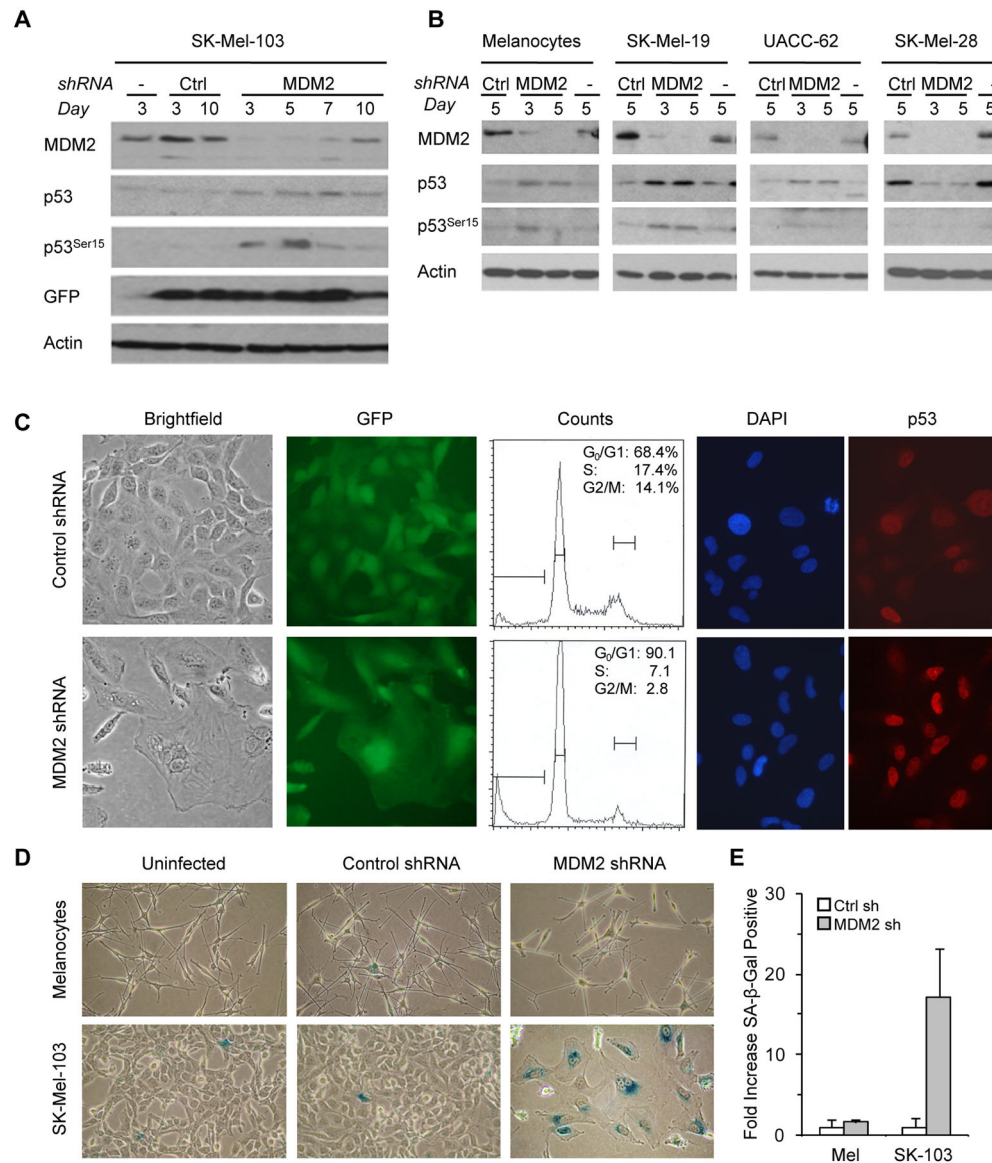 A
SK-Mel-103
shRNA - Ctrl MDM2
Day 3 3 10 3 5 7 10
MDM2
p53
p53Ser15
GFP
Actin
B
Melanocytes SK-Mel-19 UACC-62 SK-Mel-28
shRNA Ctrl MDM2 - Ctrl MDM2 - Ctrl MDM2 - Ctrl MDM2 -
Day 5 3 5 5 5 3 5 5 5 3 5 5 5 3 5 5
MDM2
p53
p53Ser15
Actin
C
Brightfield GFP Counts DAPI p53
Control shRNA
G0/G1: 68.4%
S: 17.4%
G2/M: 14.1%
MDM2 shRNA
G0/G1: 90.1
S: 7.1
G2/M: 2.8
D
Uninfected Control shRNA MDM2 shRNA
Melanocytes
SK-Mel-103
E
Fold Increase SA-β-Gal Positive
30
20
10
0
Ctrl sh
MDM2 sh
Mel SK-103